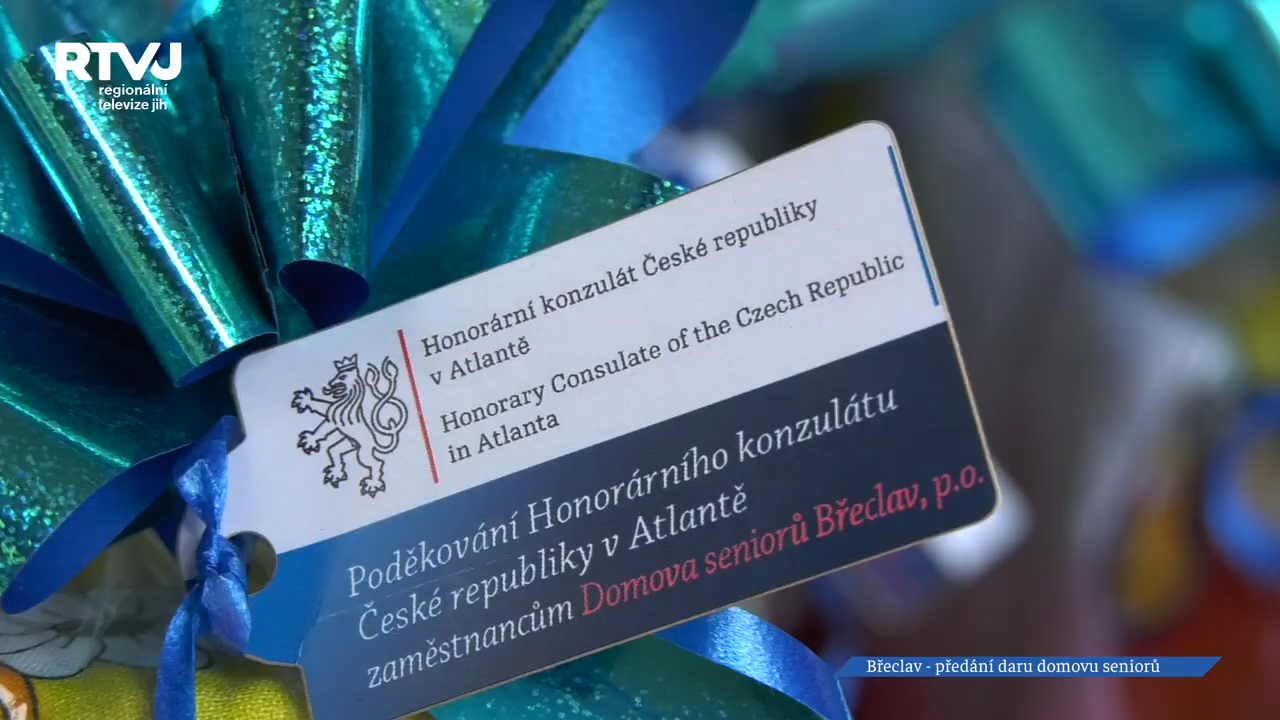 RTVJ
regionální
televize jih
Honorární konzulát České republiky
v Atlantě
Honorary Consulate of the Czech Republic
in Atlanta
Poděkování Honorárního konzulátu
České republiky v Atlantě
zaměstnancům Domova seniorů Břeclav, p.o.
Břeclav - předání daru domovu seniorů